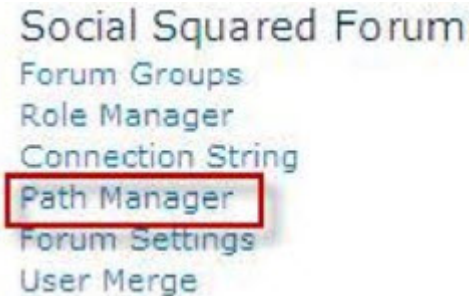 Social Squared Forum
Forum Groups
Role Manager
Connection String
Path Manager
Forum Settings
User Merge